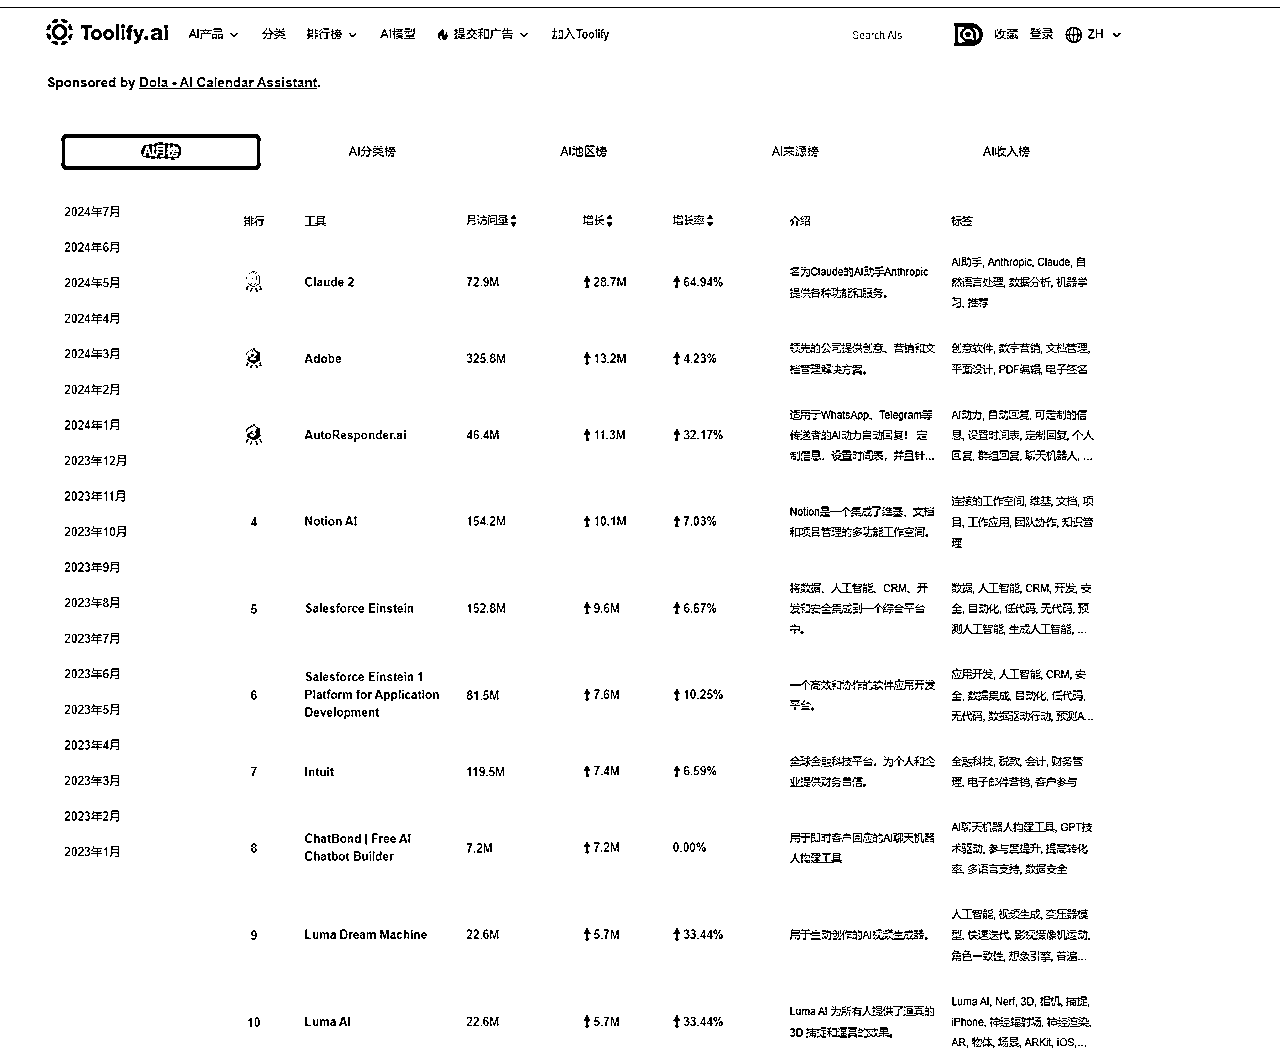 Toolify.ai AI产品 分类 排行榜 AI模型 提交和广告 加入Toolify Search AIs 收藏 登录 ZH
Sponsored by Dola - AI Calendar Assistant.
AI月榜 AI分类榜 AI地区榜 AI来源榜 AI收入榜
2024年7月
2024年6月
2024年5月
2024年4月
2024年3月
2024年2月
2024年1月
2023年12月
2023年11月
2023年10月
2023年9月
2023年8月
2023年7月
2023年6月
2023年5月
2023年4月
2023年3月
2023年2月
2023年1月
排行 工具 月访问量 增长 增长率 介绍 标签
Claude 2 72.9M 28.7M 64.94%
名为Claude的AI助手Anthropic
提供各种功能和服务。
AI助手, Anthropic, Claude, 自
然语言处理, 数据分析, 机器学
习, 推荐
Adobe 325.8M 13.2M 4.23%
领先的公司提供创意、营销和文
档管理解决方案。
创意软件, 数字营销, 文档管理,
平面设计, PDF编辑, 电子签名
AutoResponder.ai 46.4M 11.3M 32.17%
适用于WhatsApp、Telegram等
传送者的AI动力自动回复！ 定
制信息，设置时间表，并且针...
AI动力, 自动回复, 可定制的信
息, 设置时间表, 定制回复, 个人
回复, 群组回复, 聊天机器人, ...
4 Notion AI 154.2M 10.1M 7.03%
Notion是一个集成了维基、文档
和项目管理的多功能工作空间。
连接的工作空间, 维基, 文档, 项
目, 工作应用, 团队协作, 知识管
理
5 Salesforce Einstein 152.8M 9.6M 6.67%
将数据、人工智能、CRM、开
发和安全集成到一个综合平台
中。
数据, 人工智能, CRM, 开发, 安
全, 自动化, 低代码, 无代码, 预
测人工智能, 生成人工智能, ...
6 Salesforce Einstein 1
Platform for Application
Development
81.5M 7.6M 10.25%
一个高效和协作的软件应用开发
平台。
应用开发, 人工智能, CRM, 安
全, 数据集成, 自动化, 低代码,
无代码, 数据驱动行动, 预测A...
7 Intuit 119.5M 7.4M 6.59%
全球金融科技平台，为个人和企
业提供财务自信。
金融科技, 税款, 会计, 财务管
理, 电子邮件营销, 客户参与
8 ChatBond | Free AI
Chatbot Builder
7.2M 7.2M 0.00%
用于即时客户回应的AI聊天机器
人构建工具
AI聊天机器人构建工具, GPT技
术驱动, 参与度提升, 提高转化
率, 多语言支持, 数据安全
9 Luma Dream Machine 22.6M 5.7M 33.44%
用于生动创作的AI视频生成器。
人工智能, 视频生成, 变压器模
型, 快速迭代, 影视摄像机运动,
角色一致性, 想象引擎, 普遍...
10 Luma AI 22.6M 5.7M 33.44%
Luma AI 为所有人提供了逼真的
3D 捕捉和逼真的效果。
Luma AI, Nerf, 3D, 相机, 捕捉,
iPhone, 神经辐射场, 神经渲染,
AR, 物体, 场景, ARKit, iOS,...